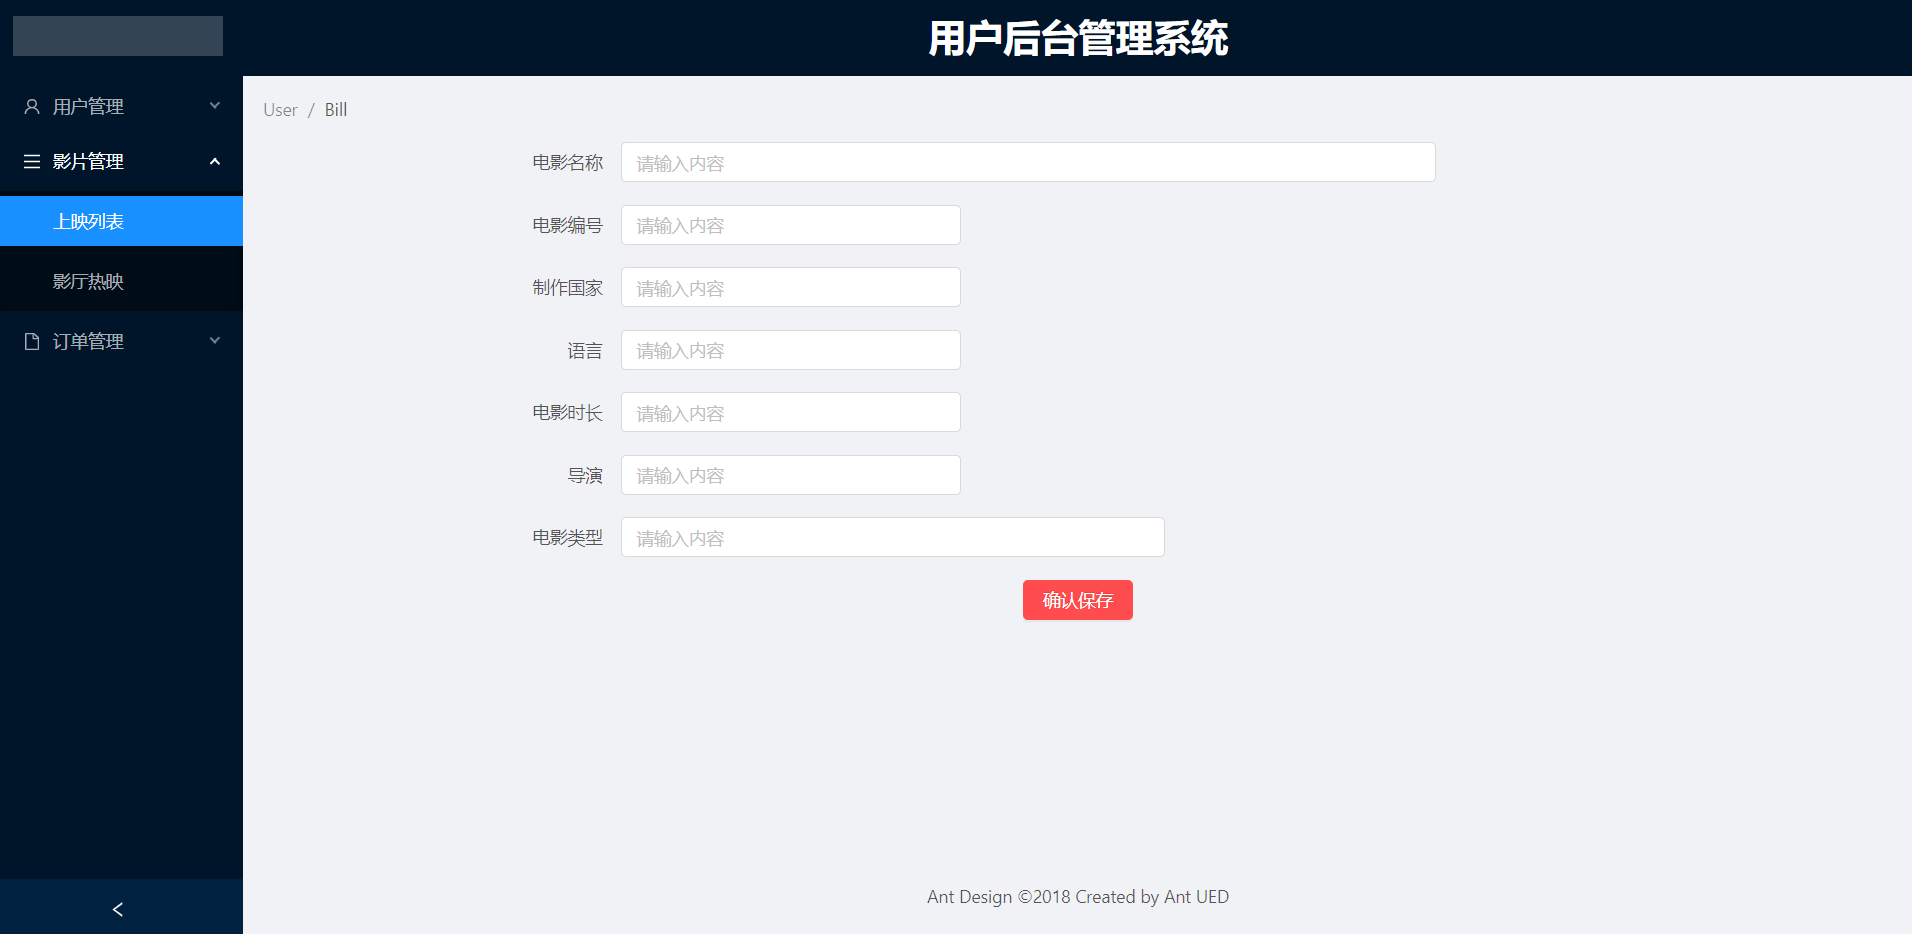 用户后台管理系统
用户管理
影片管理
上映列表
影厅热映
订单管理
User / Bill
电影名称 请输入内容
电影编号 请输入内容
制作国家 请输入内容
语言 请输入内容
电影时长 请输入内容
导演 请输入内容
电影类型 请输入内容
确认保存
Ant Design ©2018 Created by Ant UED